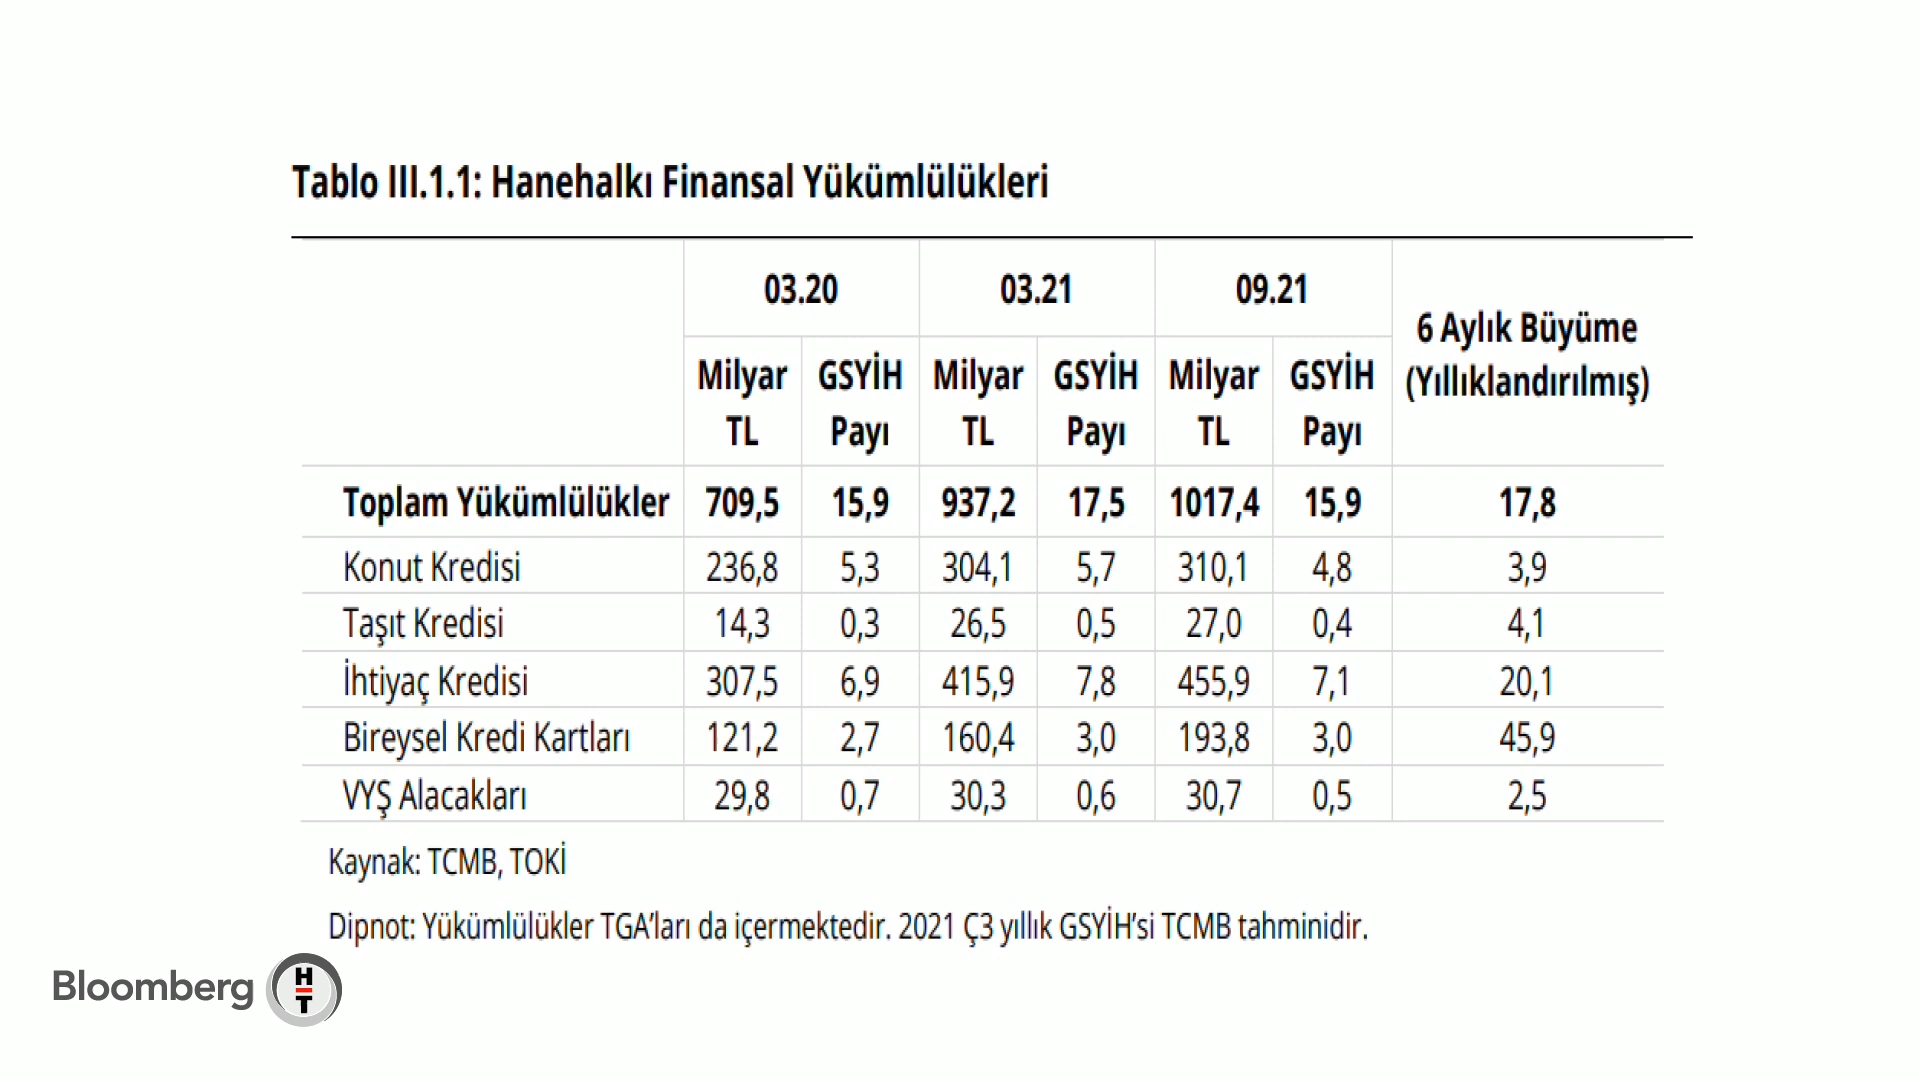 Tablo III.1.1: Hanehalkı Finansal Yükümlülükleri
03.20 03.21 09.21 6 Aylık Büyüme (Yıllıklandırılmış)
Milyar TL GSYİH Payı Milyar TL GSYİH Payı Milyar TL GSYİH Payı
Toplam Yükümlülükler 709,5 15,9 937,2 17,5 1017,4 15,9 17,8
Konut Kredisi 236,8 5,3 304,1 5,7 310,1 4,8 3,9
Taşıt Kredisi 14,3 0,3 26,5 0,5 27,0 0,4 4,1
İhtiyaç Kredisi 307,5 6,9 415,9 7,8 455,9 7,1 20,1
Bireysel Kredi Kartları 121,2 2,7 160,4 3,0 193,8 3,0 45,9
VYŞ Alacakları 29,8 0,7 30,3 0,6 30,7 0,5 2,5
Kaynak: TCMB, TOKİ
Dipnot: Yükümlülükler TGA’ları da içermektedir. 2021 Ç3 yıllık GSYİH’si TCMB tahminidir.
Bloomberg HT